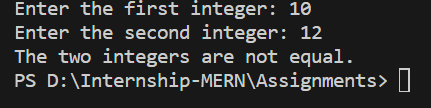 Enter the first integer: 10
Enter the second integer: 12
The two integers are not equal.
PS D:\Internship-MERN\Assignments>